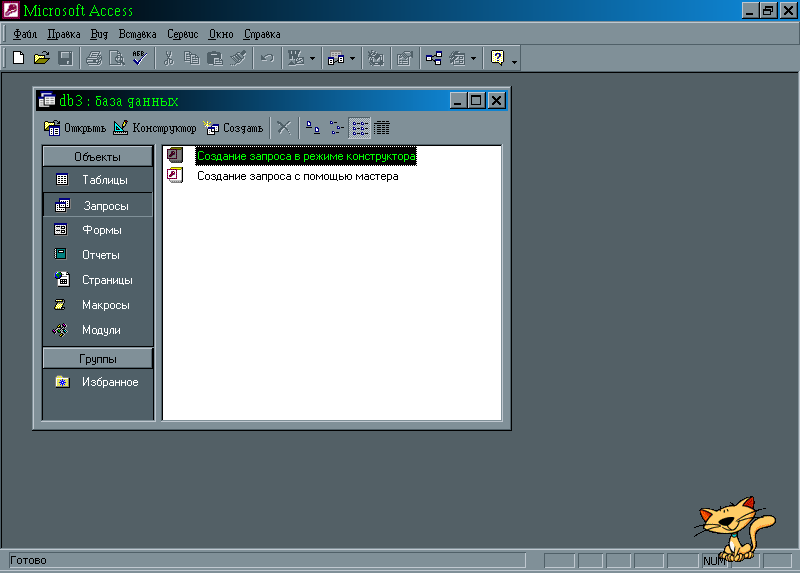 Microsoft Access
Файл Правка Вид Вставка Сервис Окно Справка
db3 : база данных
Открыть Конструктор Создать
Объекты
Таблицы
Запросы
Формы
Отчеты
Страницы
Макросы
Модули
Группы
Избранное
Создание запроса в режиме конструктора
Создание запроса с помощью мастера
Готово
NUM